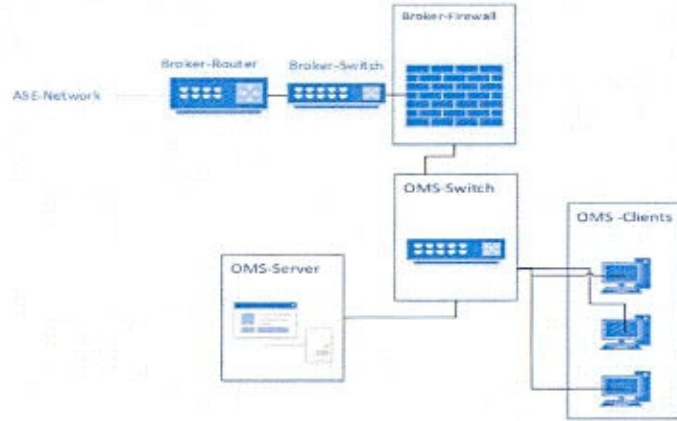 Broker-Firewall
Broker-Router
Broker-Switch
ASE-Network
OMS-Switch
OMS -Clients
OMS-Server